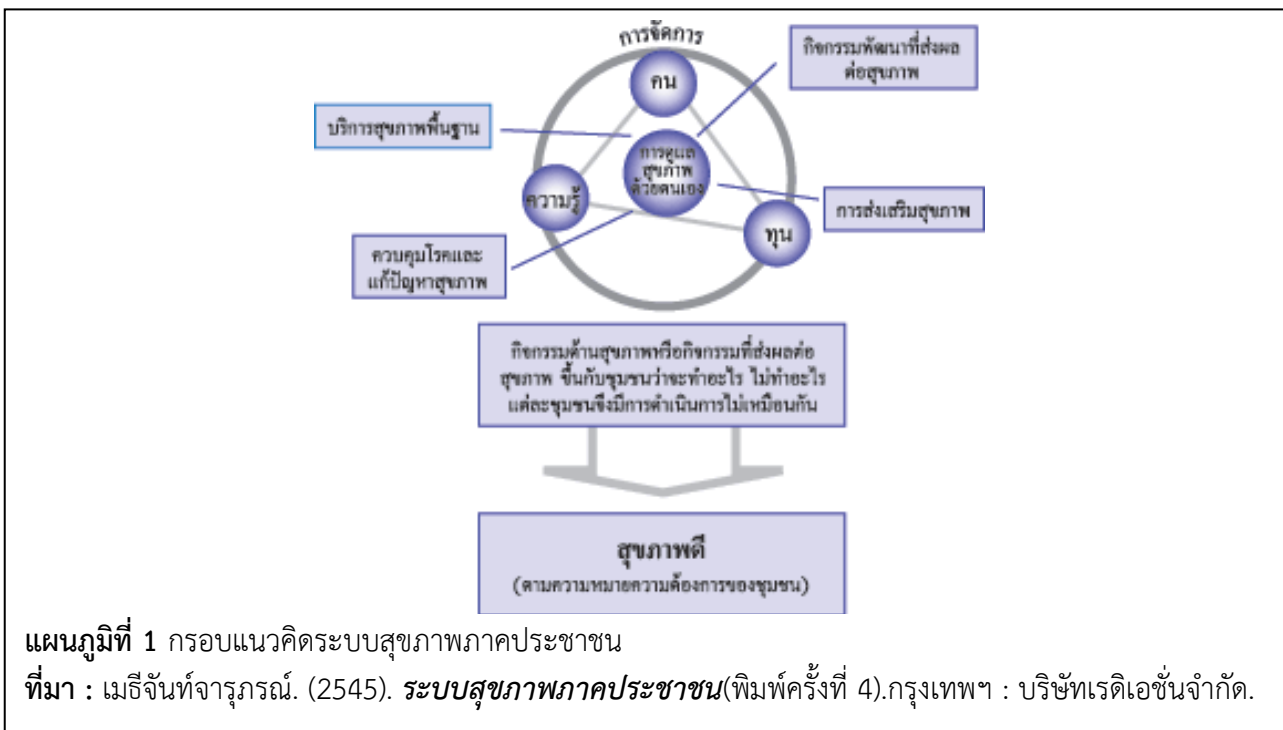 การจัดการ
กิจกรรมพัฒนาที่ส่งผล
ต่อสุขภาพ
คน
บริการสุขภาพพื้นฐาน
การดูแล
สุขภาพ
ด้วยตนเอง
ความรู้
การส่งเสริมสุขภาพ
ทุน
ควบคุมโรคและ
แก้ปัญหาสุขภาพ
กิจกรรมด้านสุขภาพหรือกิจกรรมที่ส่งผลต่อ
สุขภาพ ขึ้นกับชุมชนว่าจะทำอะไร ไม่ทำอะไร
แต่ละชุมชนจึงมีการดำเนินการไม่เหมือนกัน
สุขภาพดี
(ตามความหมายความต้องการของชุมชน)
แผนภูมิที่ 1 กรอบแนวคิดระบบสุขภาพภาคประชาชน
ที่มา : เมธีจันท์จารุภรณ์. (2545). ระบบสุขภาพภาคประชาชน(พิมพ์ครั้งที่ 4).กรุงเทพฯ : บริษัทเรดิเอชั่นจำกัด.